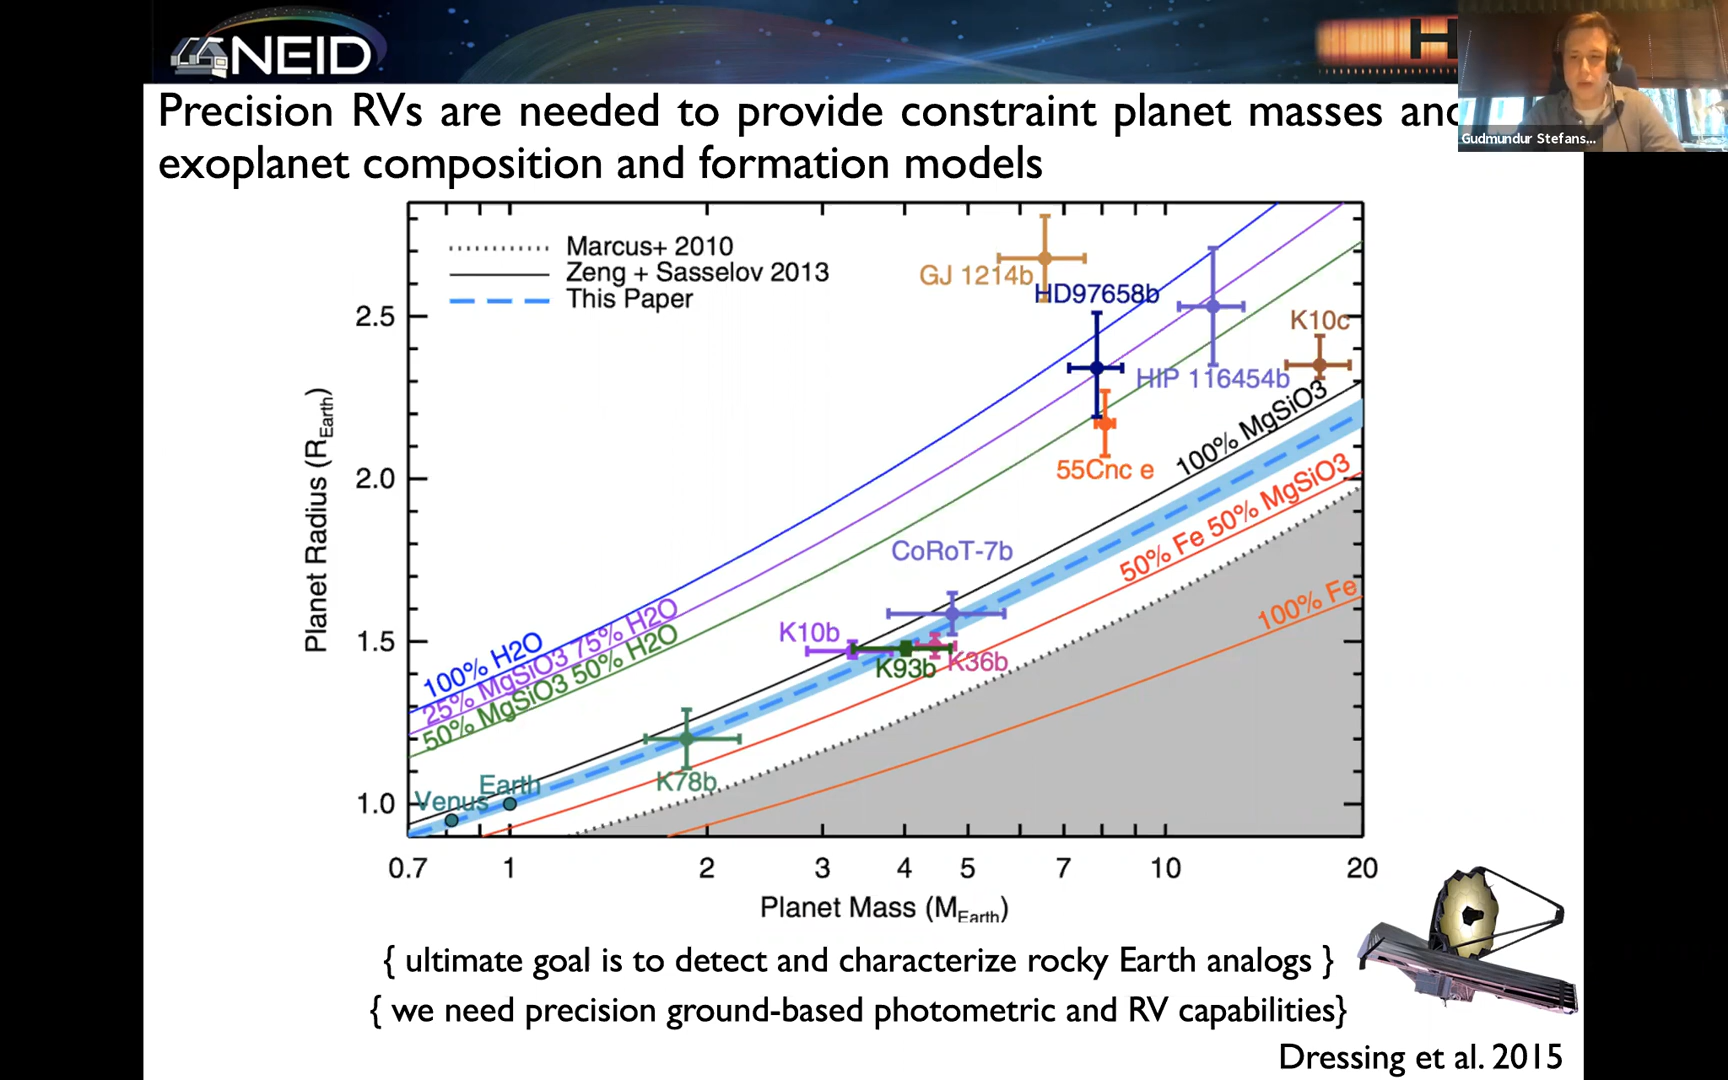 NEID
H
Gudmundur Stefans...
Precision RVs are needed to provide constraint planet masses and
exoplanet composition and formation models
Marcus+ 2010
Zeng + Sasselov 2013
This Paper
GJ 1214b
HD97658b
K10c
HIP 116454b
55Cnc e
100% MgSiO3
50% Fe 50% MgSiO3
100% Fe
CoRoT-7b
K10b
K93b
K36b
K78b
Earth
Venus
100% H2O
25% MgSiO3 75% H2O
50% MgSiO3 50% H2O
2.5
2.0
1.5
1.0
Planet Radius (REarth)
0.7 1 2 3 4 5 7 10 20
Planet Mass (MEarth)
{ ultimate goal is to detect and characterize rocky Earth analogs }
{ we need precision ground-based photometric and RV capabilities}
Dressing et al. 2015